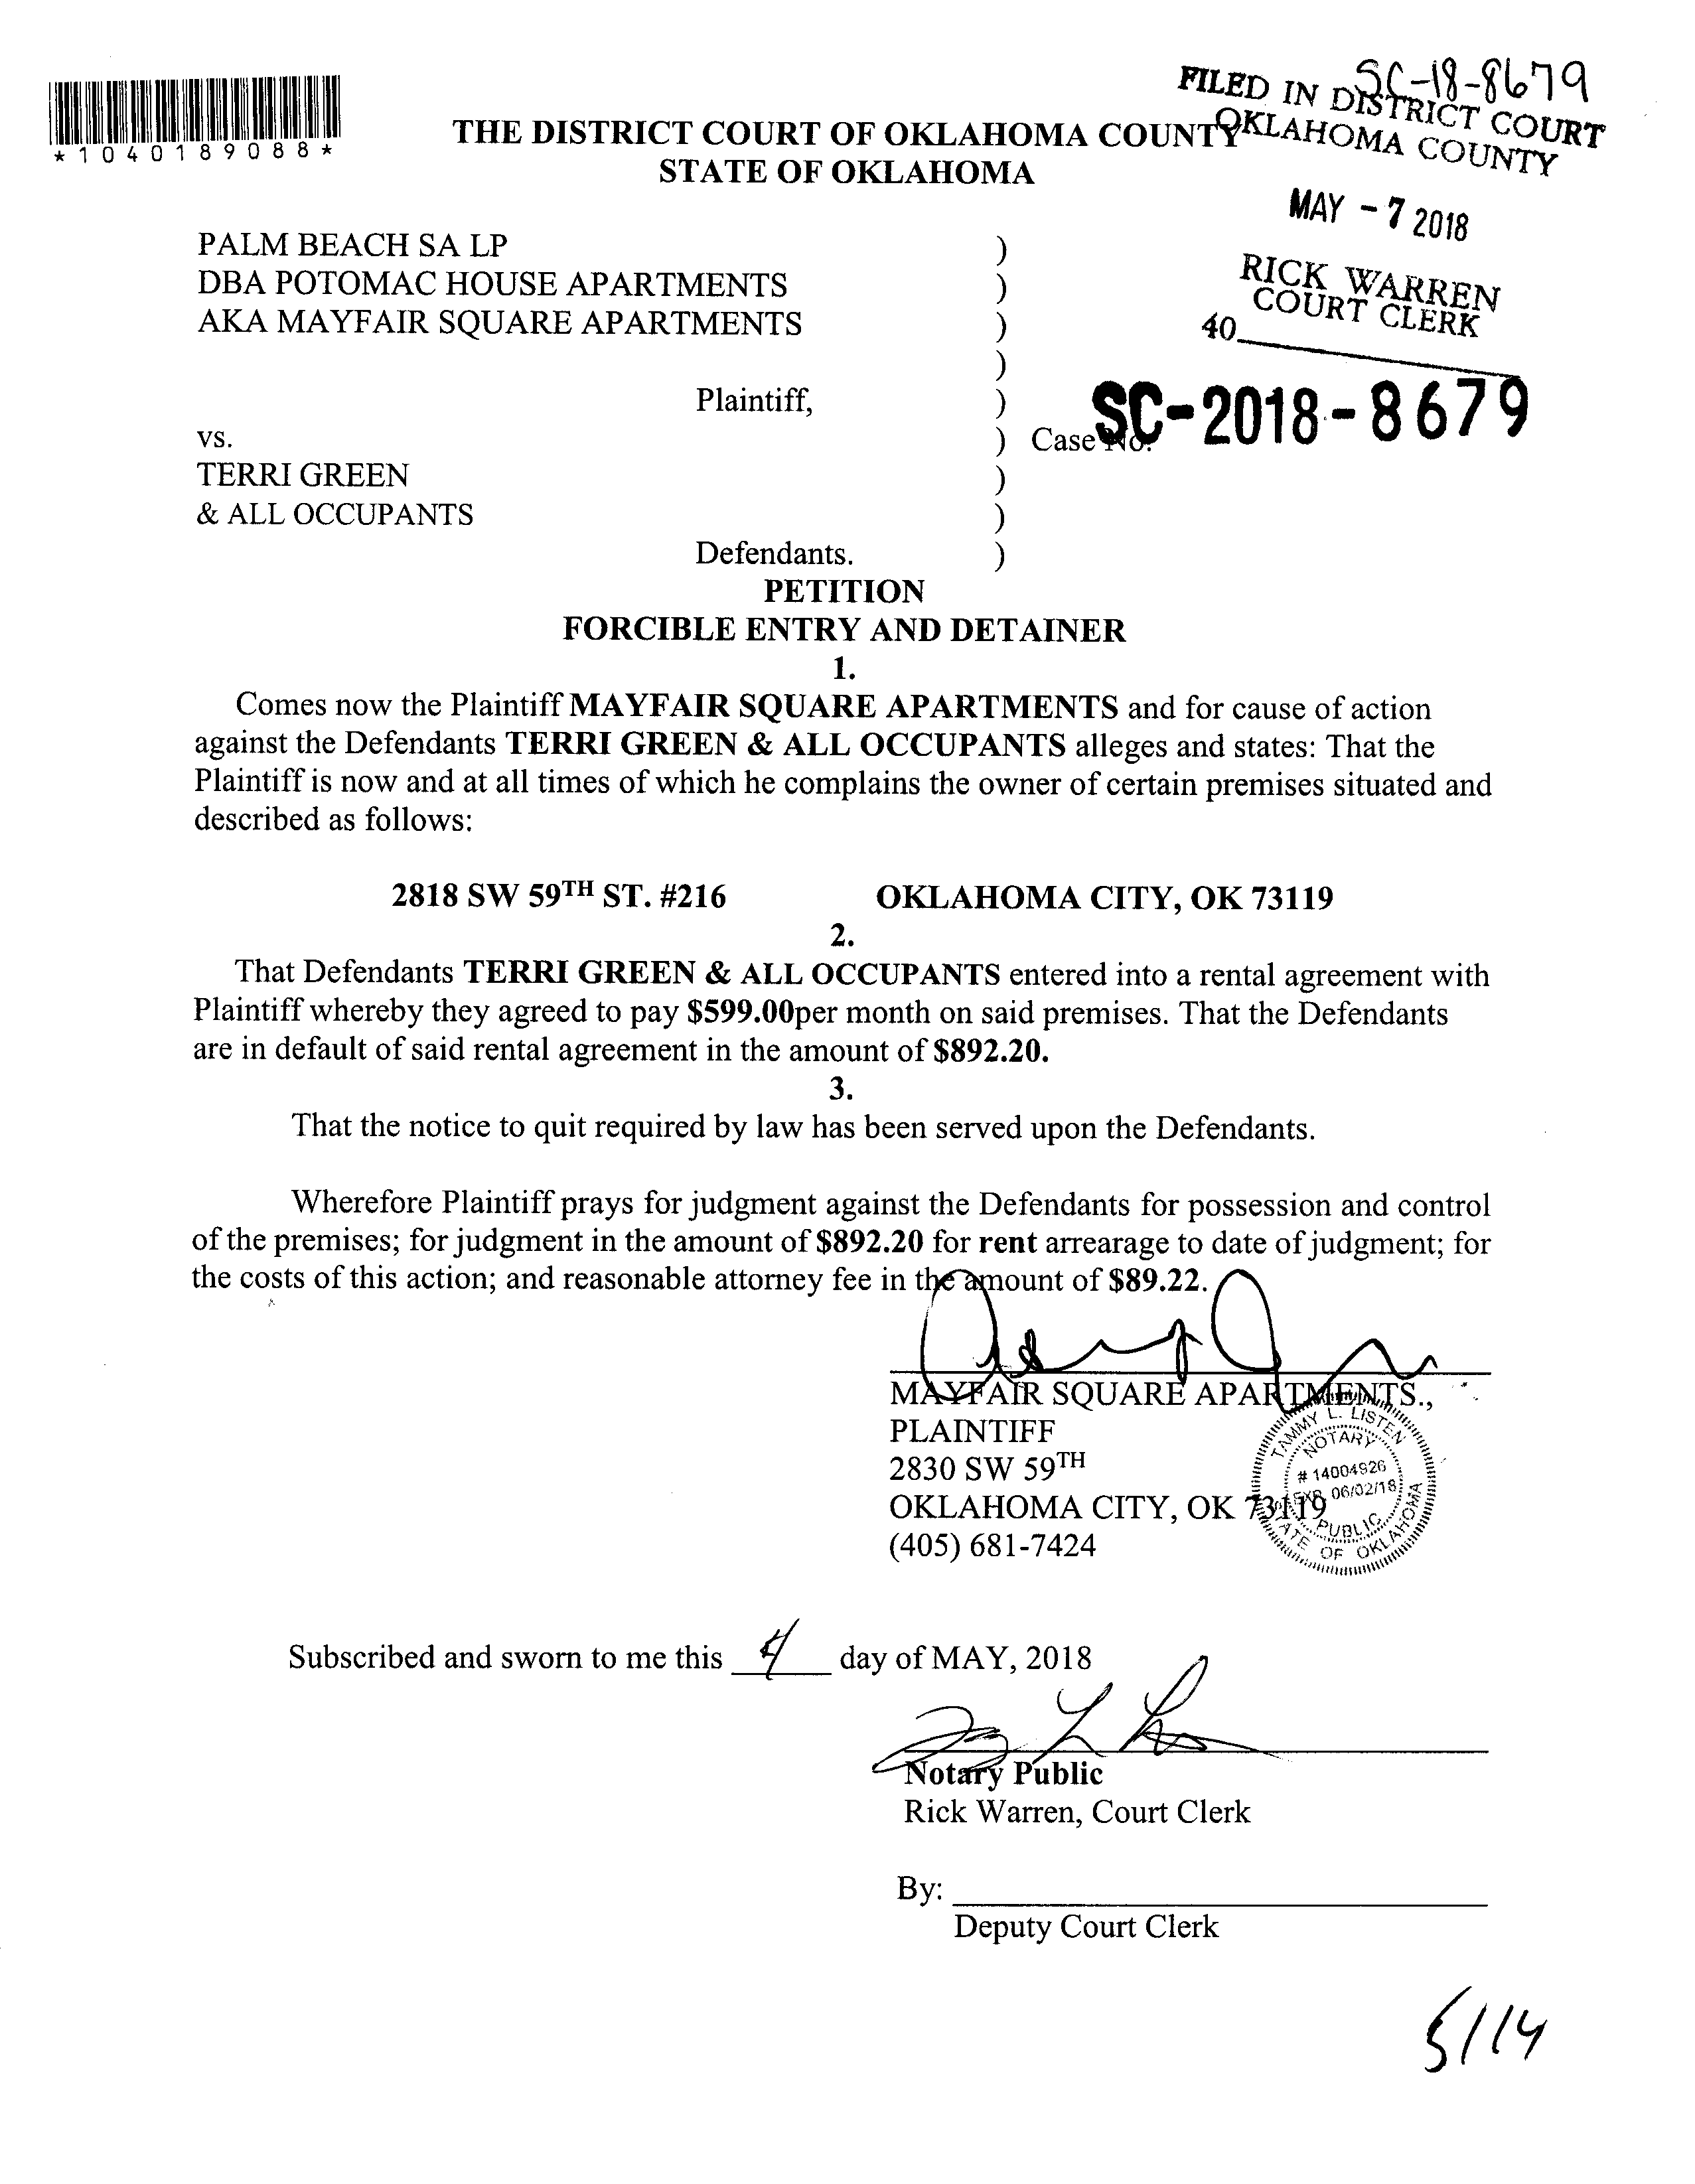 SC-18-8679
FILED IN DISTRICT COURT
OKLAHOMA COUNTY
*1040189088*
THE DISTRICT COURT OF OKLAHOMA COUNTY
STATE OF OKLAHOMA
MAY - 7 2018
RICK WARREN
COURT CLERK
40
PALM BEACH SA LP )
DBA POTOMAC HOUSE APARTMENTS )
AKA MAYFAIR SQUARE APARTMENTS )
)
Plaintiff, )
vs. ) Case No. SC-2018-8679
TERRI GREEN )
& ALL OCCUPANTS )
Defendants. )
PETITION
FORCIBLE ENTRY AND DETAINER
1.
Comes now the Plaintiff MAYFAIR SQUARE APARTMENTS and for cause of action
against the Defendants TERRI GREEN & ALL OCCUPANTS alleges and states: That the
Plaintiff is now and at all times of which he complains the owner of certain premises situated and
described as follows:
2818 SW 59TH ST. #216 OKLAHOMA CITY, OK 73119
2.
That Defendants TERRI GREEN & ALL OCCUPANTS entered into a rental agreement with
Plaintiff whereby they agreed to pay $599.00per month on said premises. That the Defendants
are in default of said rental agreement in the amount of $892.20.
3.
That the notice to quit required by law has been served upon the Defendants.
Wherefore Plaintiff prays for judgment against the Defendants for possession and control
of the premises; for judgment in the amount of $892.20 for rent arrearage to date of judgment; for
the costs of this action; and reasonable attorney fee in the amount of $89.22.
MAYFAIR SQUARE APARTMENTS.,
PLAINTIFF
2830 SW 59TH
OKLAHOMA CITY, OK 73119
(405) 681-7424
TAMMY L. LISTEN
NOTARY
# 14004926
EXP. 06/02/18
PUBLIC
STATE OF OKLAHOMA
Subscribed and sworn to me this 4 day of MAY, 2018
Notary Public
Rick Warren, Court Clerk
By:
Deputy Court Clerk
5/14